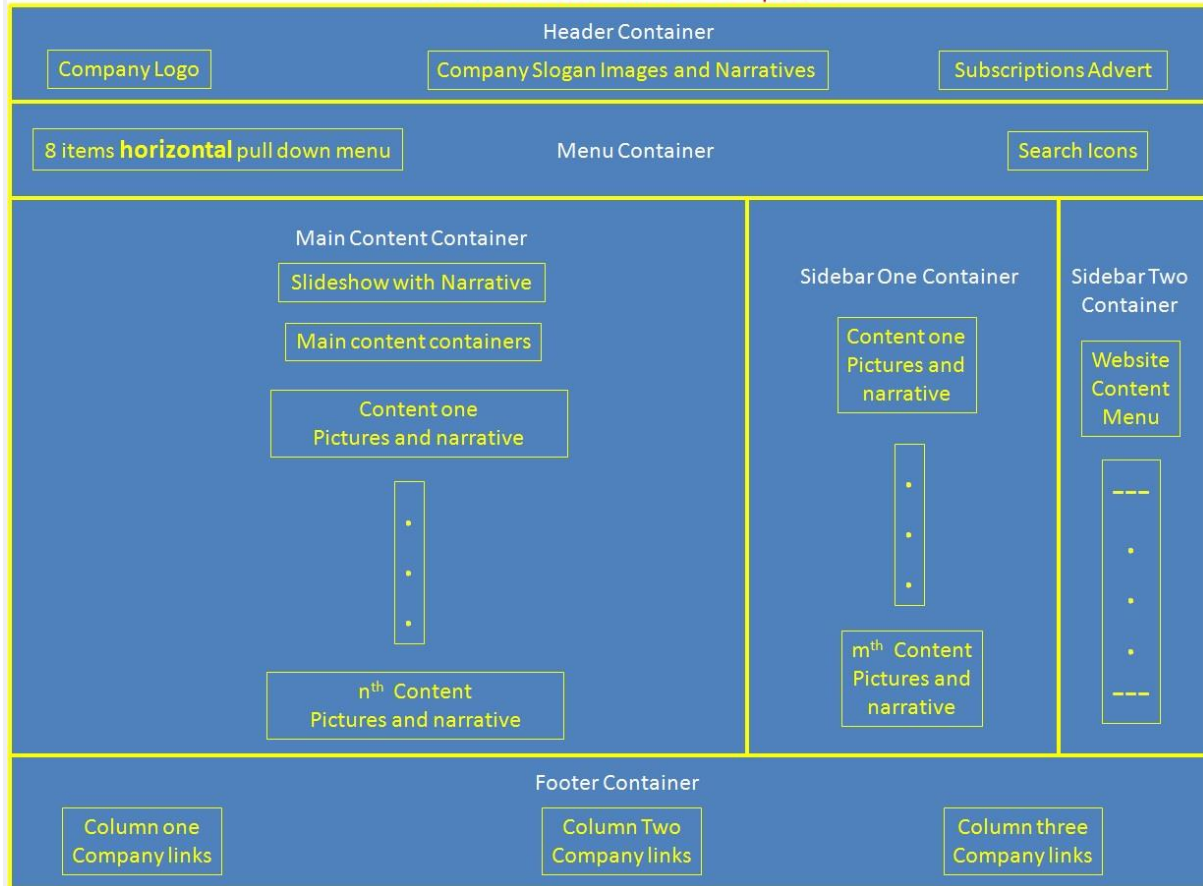 Header Container
Company Logo
Company Slogan Images and Narratives
Subscriptions Advert
8 items horizontal pull down menu
Menu Container
Search Icons
Main Content Container
Slideshow with Narrative
Main content containers
Content one
Pictures and narrative
.
.
.
nth Content
Pictures and narrative
Sidebar One Container
Content one
Pictures and
narrative
.
.
.
mth Content
Pictures and
narrative
Sidebar Two
Container
Website
Content
Menu
---
.
.
.
---
Footer Container
Column one
Company links
Column Two
Company links
Column three
Company links